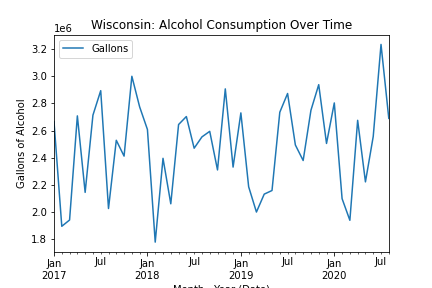 Wisconsin: Alcohol Consumption Over Time
1e6
Gallons
3.2
3.0
2.8
2.6
2.4
2.2
2.0
1.8
Gallons of Alcohol
Jan Jul Jan Jul Jan Jul Jan Jul
2017 2018 2019 2020
Month - Year (Date)